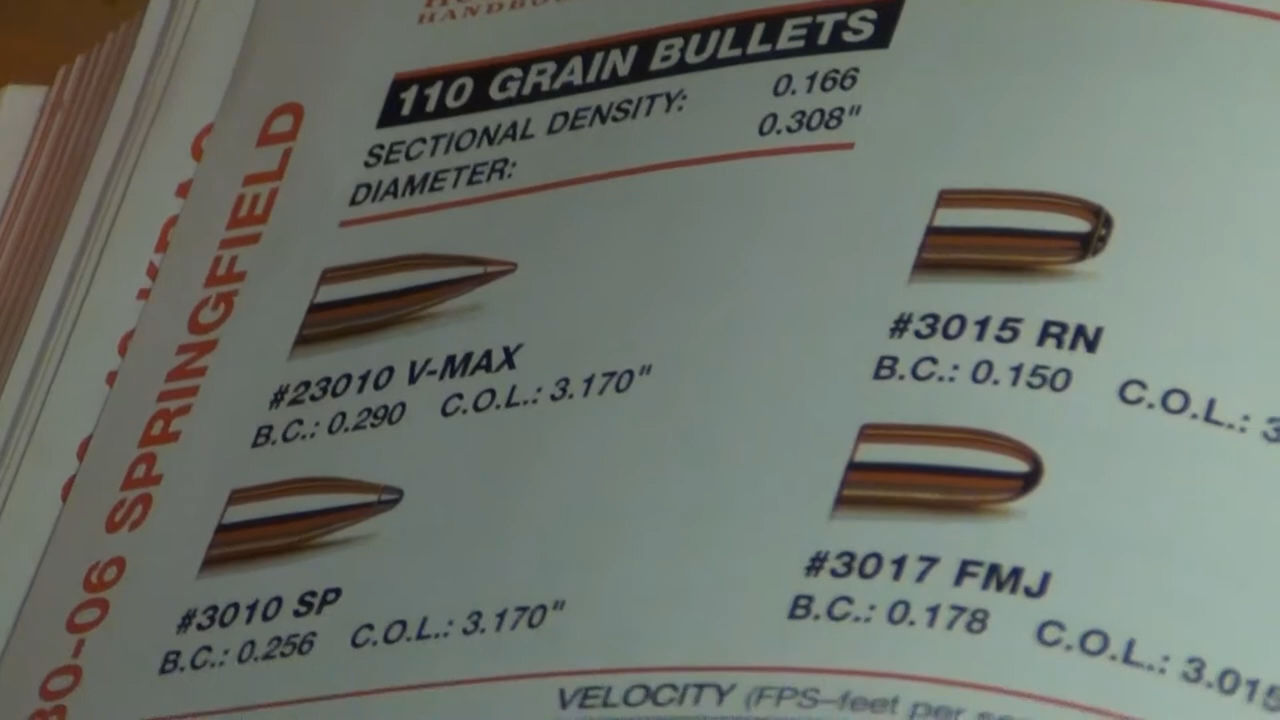 110 GRAIN BULLETS
SECTIONAL DENSITY: 0.166
DIAMETER: 0.308"
#23010 V-MAX
B.C.: 0.290 C.O.L.: 3.170"
#3010 SP
B.C.: 0.256 C.O.L.: 3.170"
#3015 RN
B.C.: 0.150 C.O.L.: 3
#3017 FMJ
B.C.: 0.178 C.O.L.: 3.015
VELOCITY (FPS–feet per
30-06 SPRINGFIELD